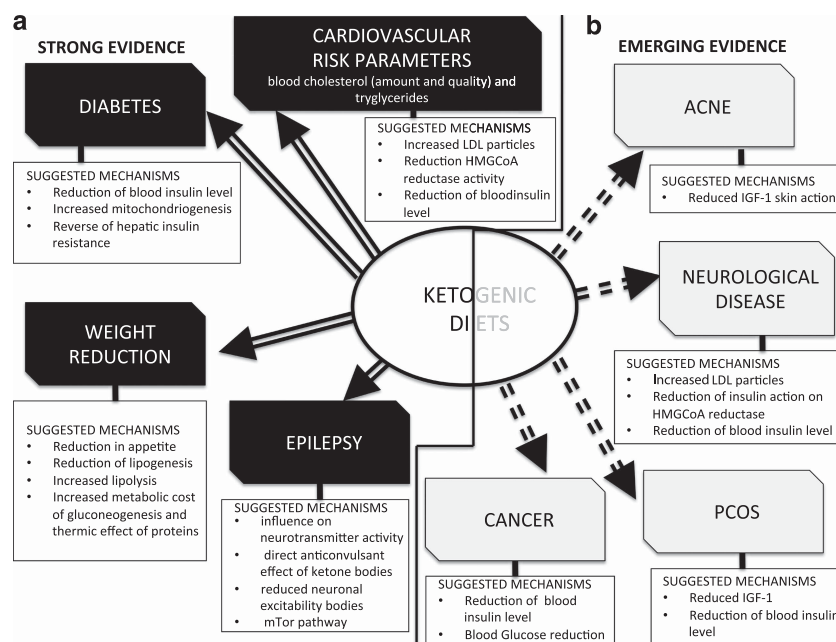 a
STRONG EVIDENCE
DIABETES
SUGGESTED MECHANISMS
• Reduction of blood insulin level
• Increased mitochondriogenesis
• Reverse of hepatic insulin
resistance
CARDIOVASCULAR
RISK PARAMETERS
blood cholesterol (amount and quality) and
tryglycerides
SUGGESTED MECHANISMS
• Increased LDL particles
• Reduction HMGCoA
reductase activity
• Reduction of bloodinsulin
level
WEIGHT
REDUCTION
SUGGESTED MECHANISMS
• Reduction in appetite
• Reduction of lipogenesis
• Increased lipolysis
• Increased metabolic cost
of gluconeogenesis and
thermic effect of proteins
EPILEPSY
SUGGESTED MECHANISMS
• influence on
neurotransmitter activity
• direct anticonvulsant
effect of ketone bodies
• reduced neuronal
excitability bodies
• mTor pathway
KETOGENIC
DIETS
b
EMERGING EVIDENCE
ACNE
SUGGESTED MECHANISMS
• Reduced IGF-1 skin action
NEUROLOGICAL
DISEASE
SUGGESTED MECHANISMS
• Increased LDL particles
• Reduction of insulin action on
HMGCoA reductase
• Reduction of blood insulin level
CANCER
SUGGESTED MECHANISMS
• Reduction of blood
insulin level
• Blood Glucose reduction
PCOS
SUGGESTED MECHANISMS
• Reduced IGF-1
• Reduction of blood insulin
level